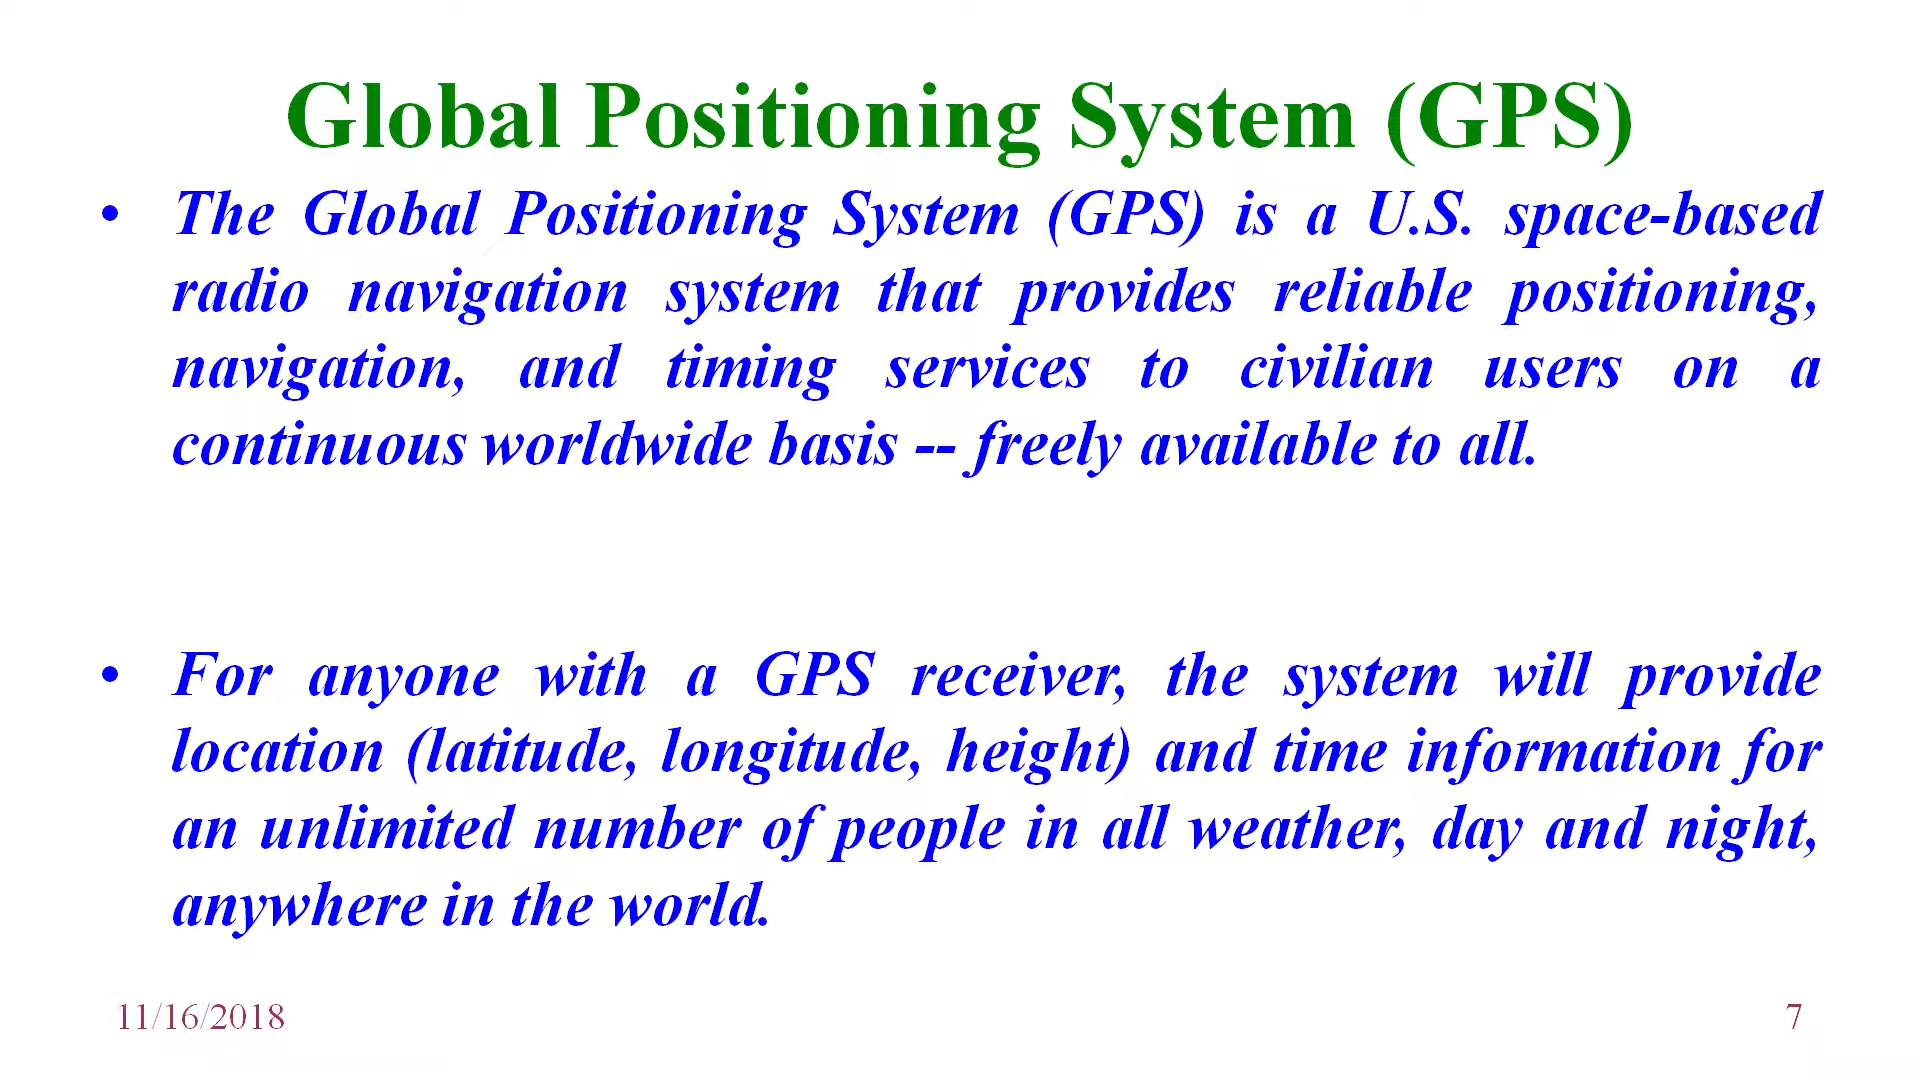 Global Positioning System (GPS)
• The Global Positioning System (GPS) is a U.S. space-based
radio navigation system that provides reliable positioning,
navigation, and timing services to civilian users on a
continuous worldwide basis -- freely available to all.
• For anyone with a GPS receiver, the system will provide
location (latitude, longitude, height) and time information for
an unlimited number of people in all weather, day and night,
anywhere in the world.
11/16/2018
7